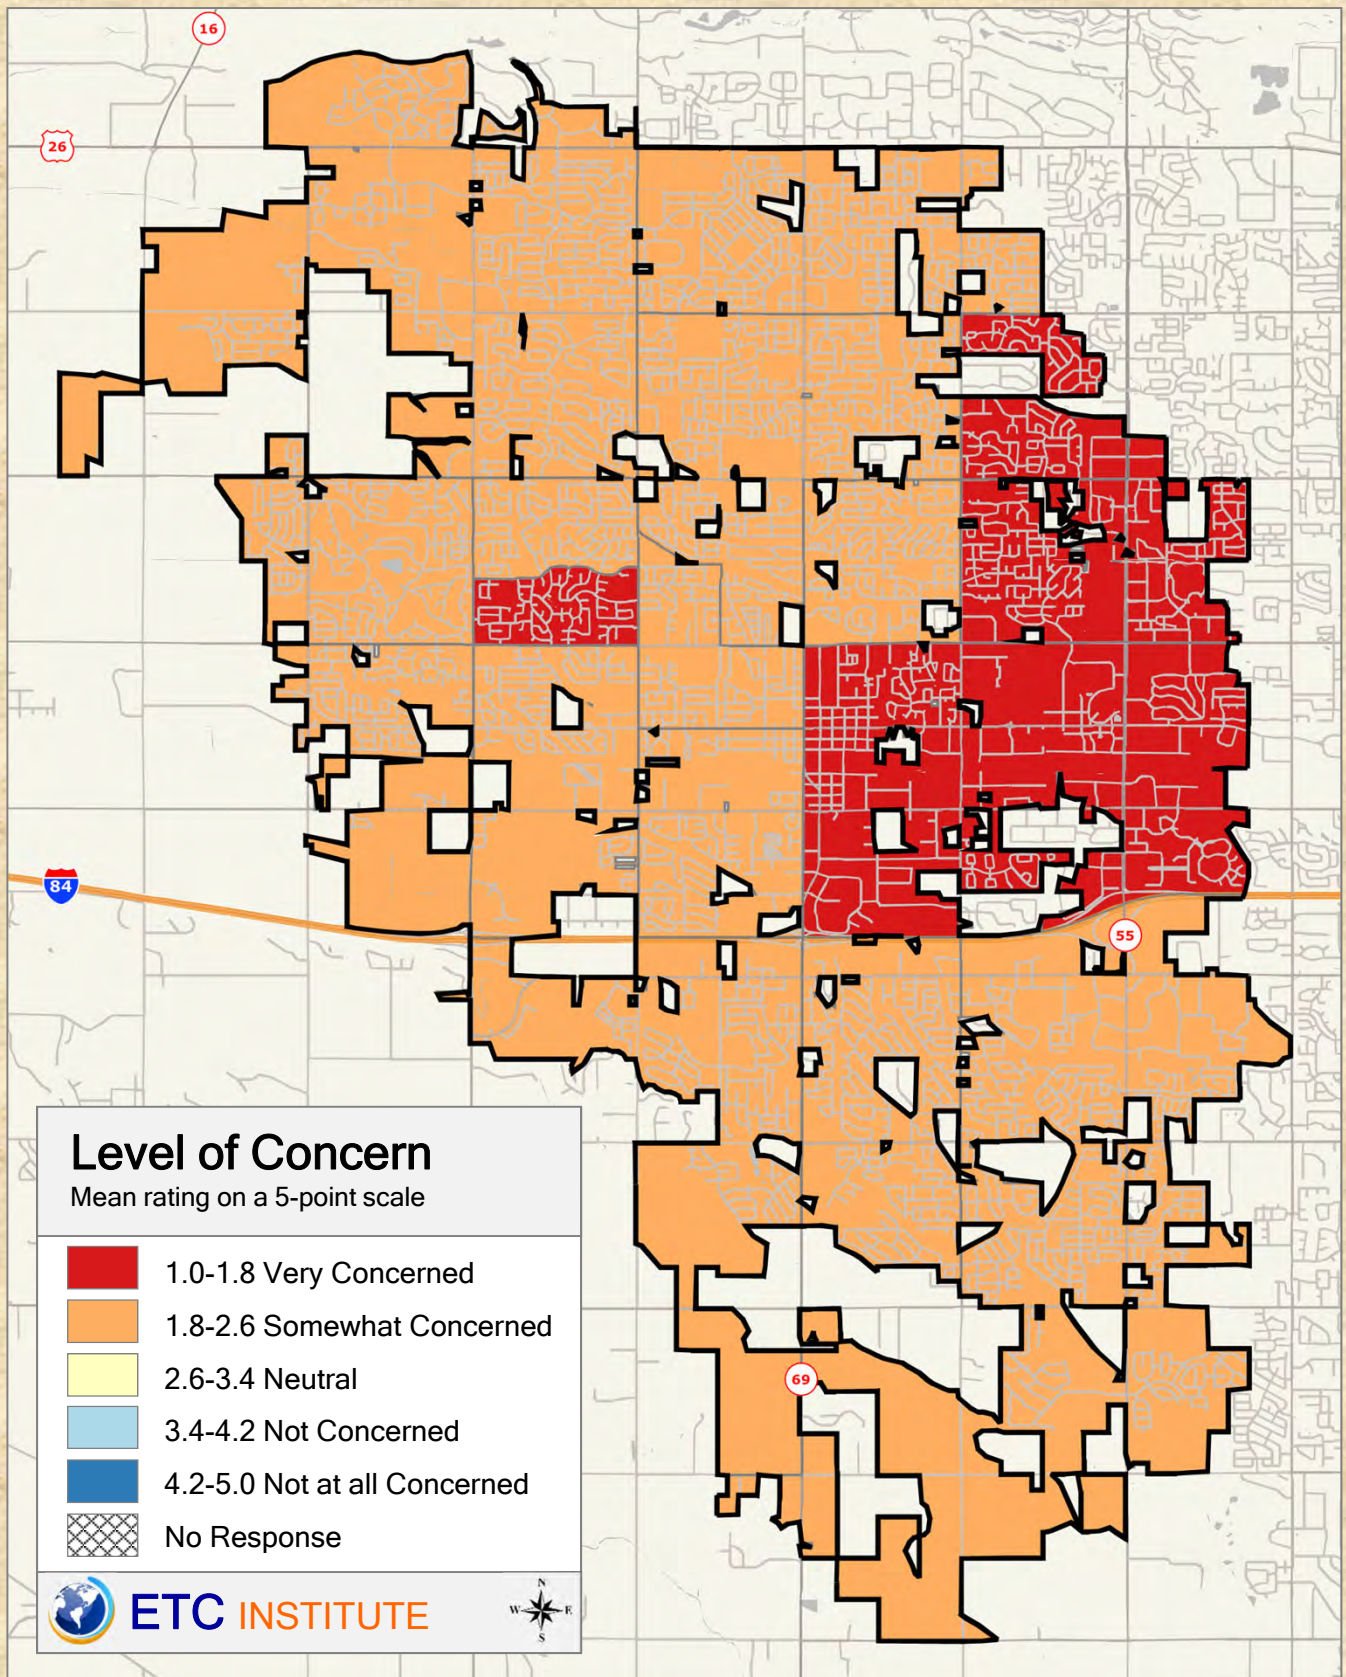 16
26
84
55
69
Level of Concern
Mean rating on a 5-point scale
1.0-1.8 Very Concerned
1.8-2.6 Somewhat Concerned
2.6-3.4 Neutral
3.4-4.2 Not Concerned
4.2-5.0 Not at all Concerned
No Response
ETC INSTITUTE
N
W E
S